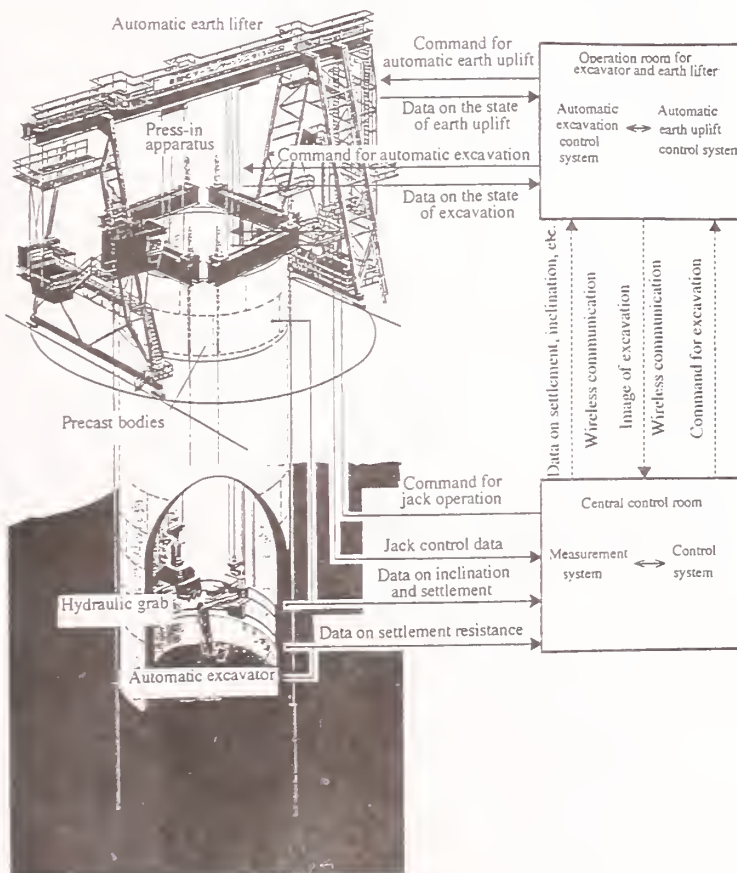 Automatic earth lifter
Command for
automatic earth uplift
Data on the state
of earth uplift
Operation room for
excavator and earth lifter
Automatic
excavation
control
system
Automatic
earth uplift
control system
Press-in
apparatus
Command for automatic excavation
Data on the state
of excavation
Data on settlement, inclination, etc.
Wireless communication
Image of excavation
Wireless communication
Command for excavation
Precast bodies
Command for
jack operation
Central control room
Jack control data
Measurement
system
Control
system
Data on inclination
and settlement
Hydraulic grab
Data on settlement resistance
Automatic excavator